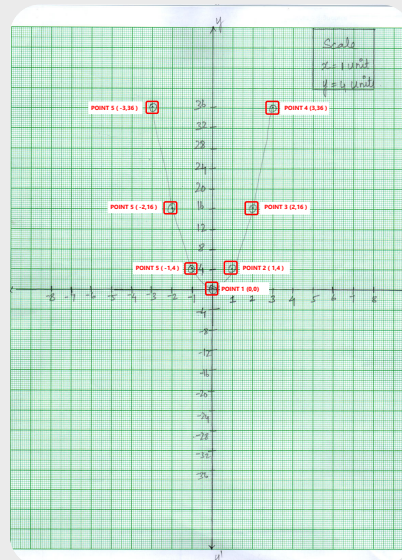 y
Scale
x = 1 unit
y = 4 units
POINT 5 ( -3,36 )
36
POINT 4 (3,36 )
32
28
24
20
POINT 5 ( -2,16 )
16
POINT 3 (2,16 )
12
8
POINT 5 ( -1,4 )
4
POINT 2 ( 1,4 )
POINT 1 (0,0)
-8 -7 -6 -5 -4 -3 -2 -1 1 2 3 4 5 6 7 8
-4
-8
-12
-16
-20
-24
-28
-32
-36
y'